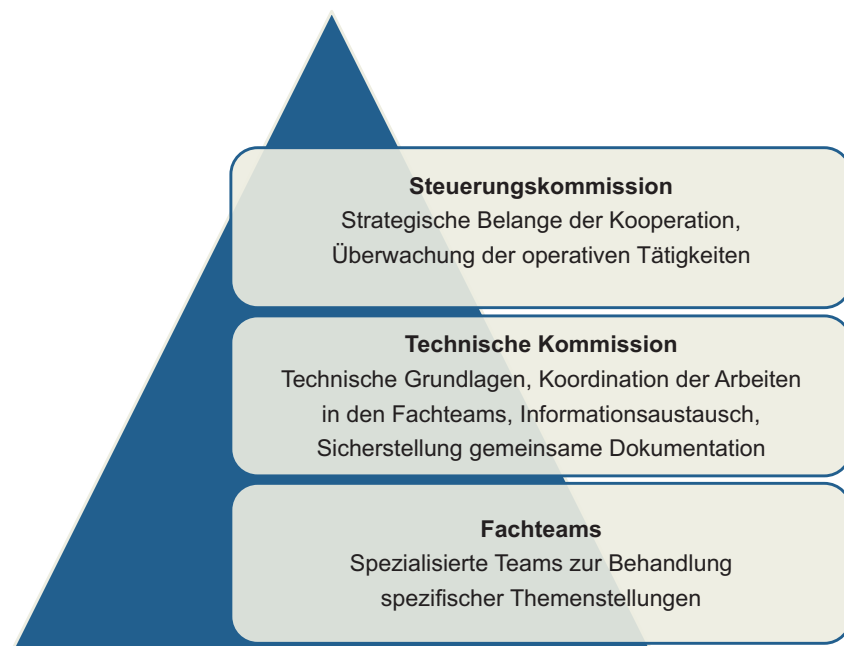 Steuerungskommission
Strategische Belange der Kooperation,
Überwachung der operativen Tätigkeiten
Technische Kommission
Technische Grundlagen, Koordination der Arbeiten
in den Fachteams, Informationsaustausch,
Sicherstellung gemeinsame Dokumentation
Fachteams
Spezialisierte Teams zur Behandlung
spezifischer Themenstellungen